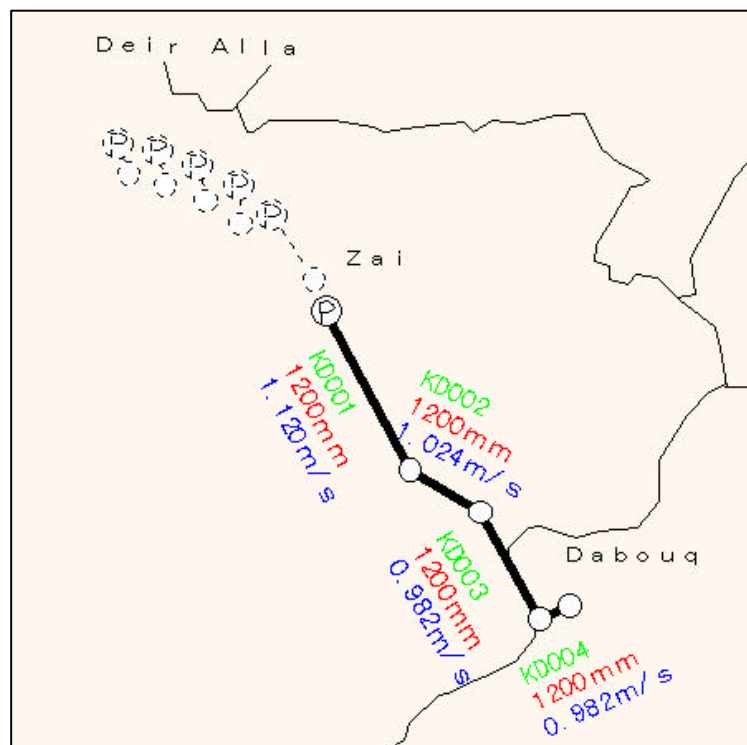 Deir Alla
P
P
P
P
P
Zai
P
KD001
1200mm
1.120m/s
KD002
1200mm
1.024m/s
Dabouq
KD003
1200mm
0.982m/s
KD004
1200mm
0.982m/s